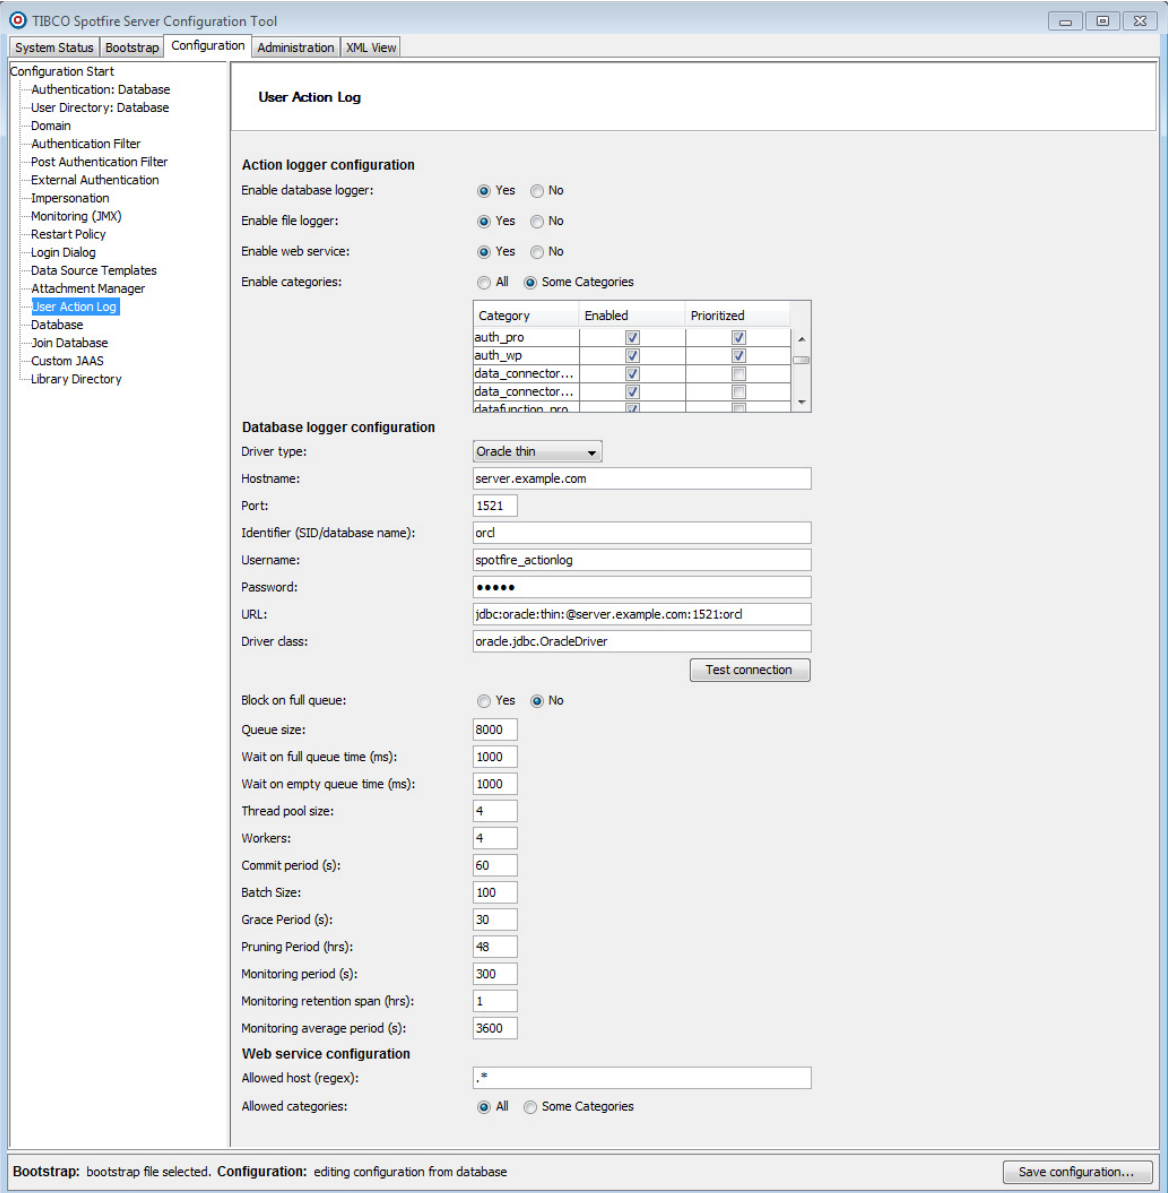 TIBCO Spotfire Server Configuration Tool
System Status Bootstrap Configuration Administration XML View
Configuration Start
Authentication: Database
User Directory: Database
Domain
Authentication Filter
Post Authentication Filter
External Authentication
Impersonation
Monitoring (JMX)
Restart Policy
Login Dialog
Data Source Templates
Attachment Manager
User Action Log
Database
Join Database
Custom JAAS
Library Directory
User Action Log
Action logger configuration
Enable database logger: Yes No
Enable file logger: Yes No
Enable web service: Yes No
Enable categories: All Some Categories
Category Enabled Prioritized
auth_pro
auth_wp
data_connector...
data_connector...
datafunction_pro
Database logger configuration
Driver type: Oracle thin
Hostname: server.example.com
Port: 1521
Identifier (SID/database name): orcl
Username: spotfire_actionlog
Password: •••••
URL: jdbc:oracle:thin:@server.example.com:1521:orcl
Driver class: oracle.jdbc.OracleDriver
Test connection
Block on full queue: Yes No
Queue size: 8000
Wait on full queue time (ms): 1000
Wait on empty queue time (ms): 1000
Thread pool size: 4
Workers: 4
Commit period (s): 60
Batch Size: 100
Grace Period (s): 30
Pruning Period (hrs): 48
Monitoring period (s): 300
Monitoring retention span (hrs): 1
Monitoring average period (s): 3600
Web service configuration
Allowed host (regex): .*
Allowed categories: All Some Categories
Bootstrap: bootstrap file selected. Configuration: editing configuration from database
Save configuration...